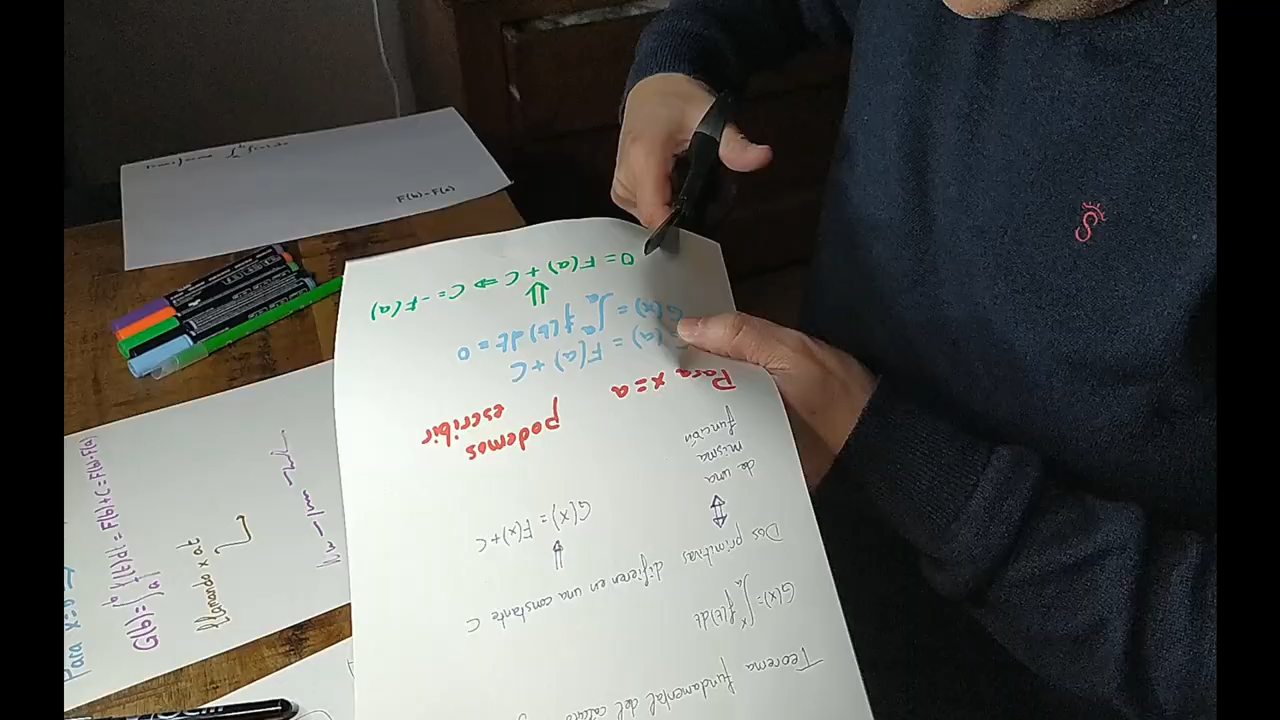 Teorema fundamental del cálculo
G(x) = ∫ₐˣ f(t) dt
Dos primitivas difieren en una constante C
de una
misma
función
G(x) = F(x) + C
Para x = a
podemos
escribir
(a) = F(a) + C
G(x) = ∫ₐ f(t) dt = 0
0 = F(a) + C ⇒ C = -F(a)
F(b) - F(a)
Para x=b
G(b) = ∫ₐᵇ f(t)dt = F(b) + C = F(b) - F(a)
llamando x a t